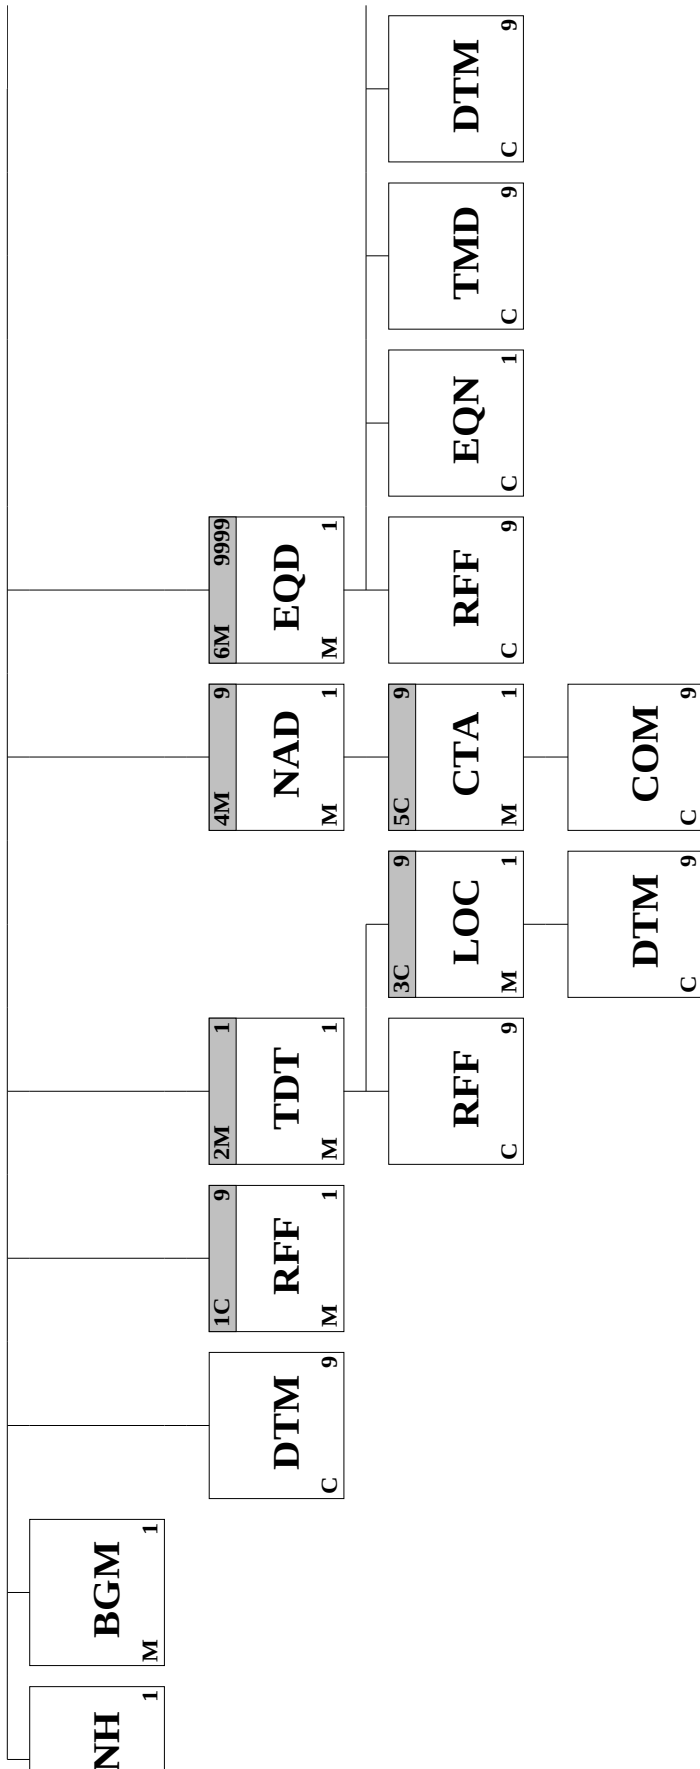 NH
1
BGM
M 1
DTM
C 9
1C 9
RFF
M 1
2M 1
TDT
M 1
4M 9
NAD
M 1
6M 9999
EQD
M 1
RFF
C 9
3C 9
LOC
M 1
5C 9
CTA
M 1
RFF
C 9
EQN
C 1
TMD
C 9
DTM
C 9
DTM
C 9
COM
C 9